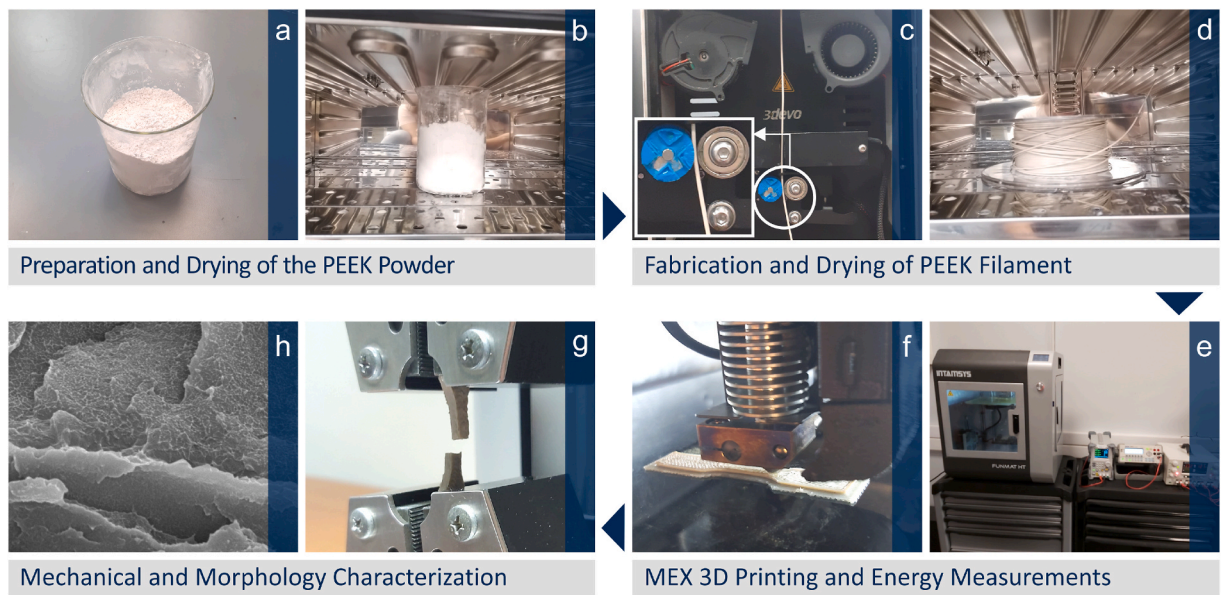 a
b
c
3devo
d
Preparation and Drying of the PEEK Powder
Fabrication and Drying of PEEK Filament
h
g
f
e
INTAMSYS
FUNMAT HT
Mechanical and Morphology Characterization
MEX 3D Printing and Energy Measurements